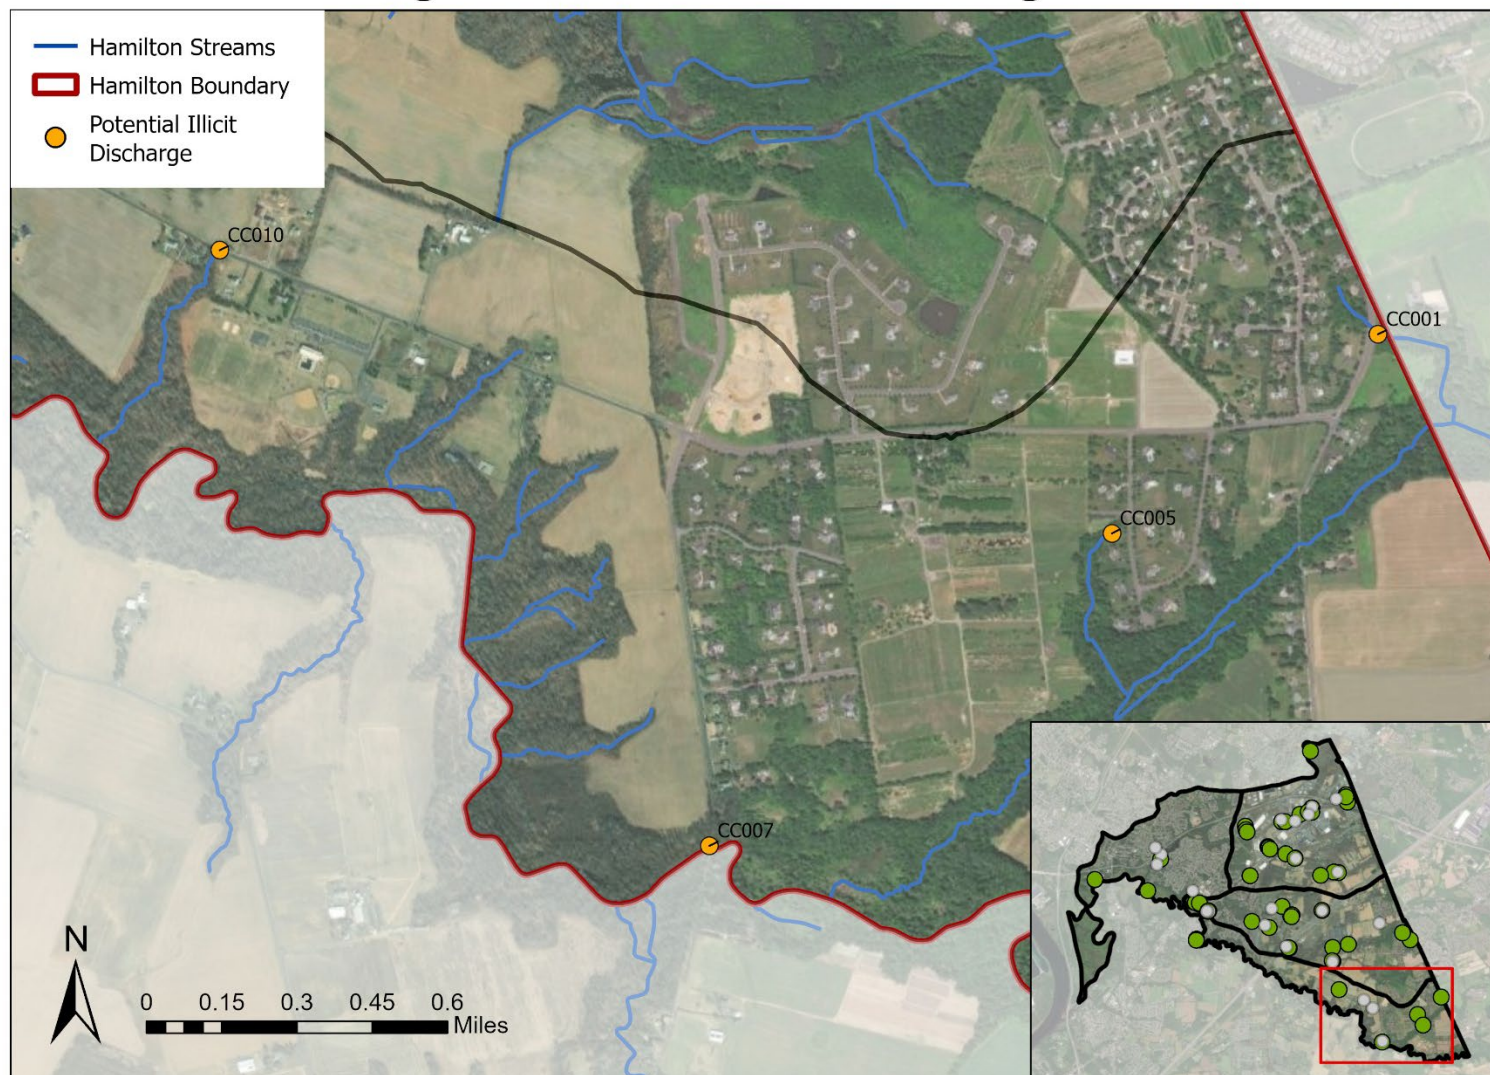 Hamilton Streams
Hamilton Boundary
Potential Illicit
Discharge
CC010
CC001
CC005
CC007
N
0 0.15 0.3 0.45 0.6
Miles